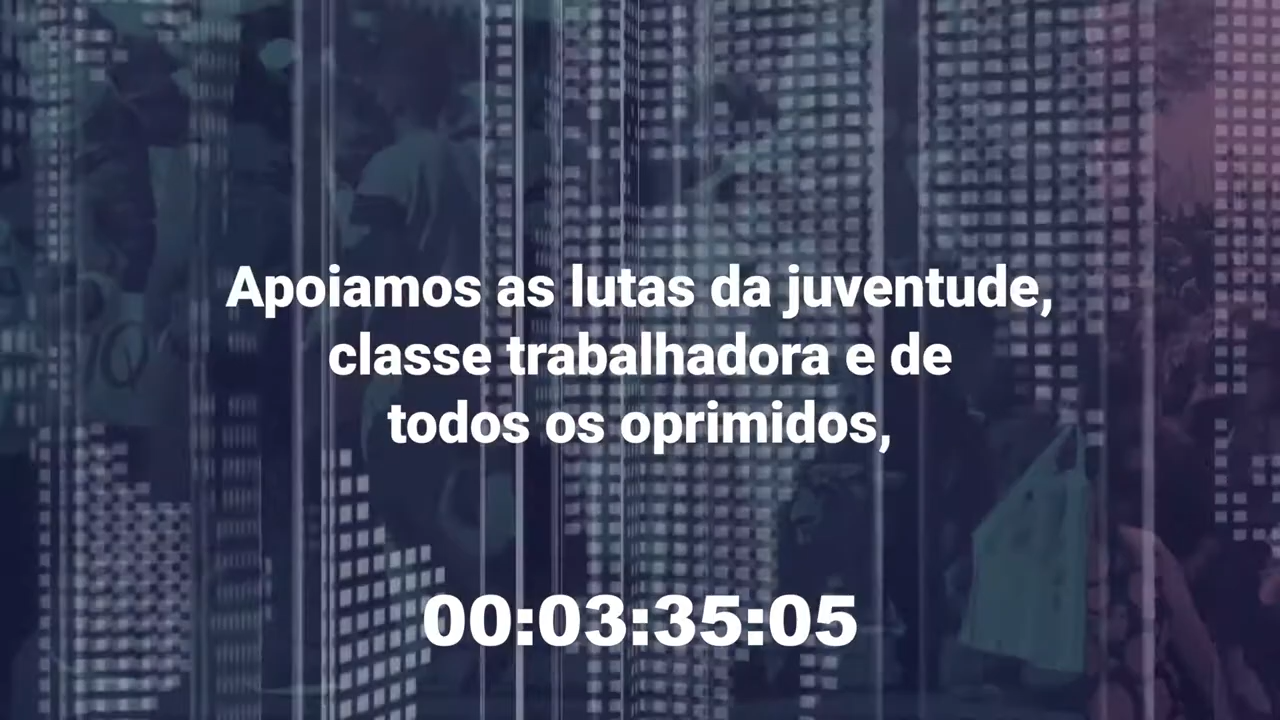 Apoiamos as lutas da juventude,
classe trabalhadora e de
todos os oprimidos,
00:03:35:05